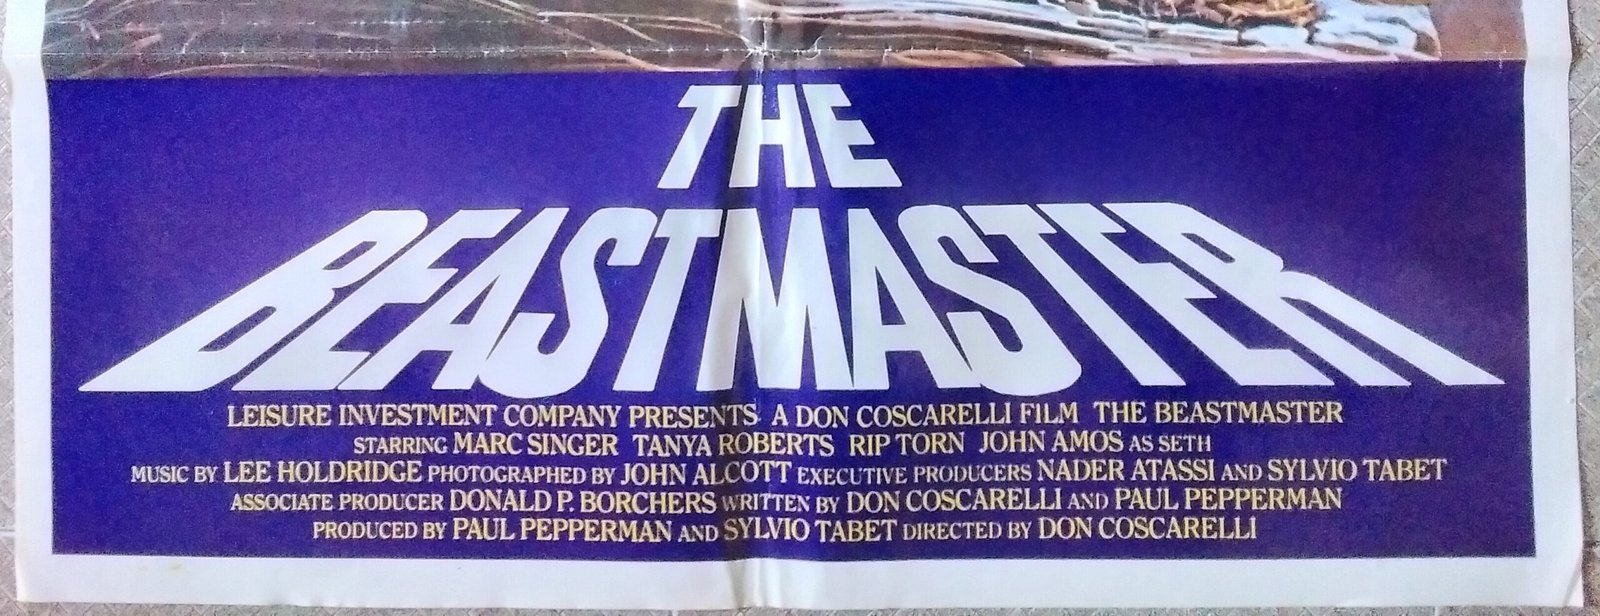 THE
BEASTMASTER
LEISURE INVESTMENT COMPANY PRESENTS A DON COSCARELLI FILM THE BEASTMASTER
STARRING MARC SINGER TANYA ROBERTS RIP TORN JOHN AMOS AS SETH
MUSIC BY LEE HOLDRIDGE PHOTOGRAPHED BY JOHN ALCOTT EXECUTIVE PRODUCERS NADER ATASSI AND SYLVIO TABET
ASSOCIATE PRODUCER DONALD P. BORCHERS WRITTEN BY DON COSCARELLI AND PAUL PEPPERMAN
PRODUCED BY PAUL PEPPERMAN AND SYLVIO TABET DIRECTED BY DON COSCARELLI